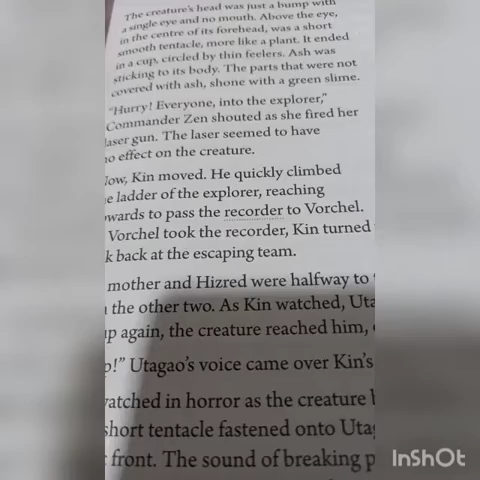 The creature's head was just a bump with
a single eye and no mouth. Above the eye,
in the centre of its forehead, was a short
smooth tentacle, more like a plant. It ended
in a cup, circled by thin feelers. Ash was
sticking to its body. The parts that were not
covered with ash, shone with a green slime.
"Hurry! Everyone, into the explorer,"
Commander Zen shouted as she fired her
laser gun. The laser seemed to have
no effect on the creature.
Now, Kin moved. He quickly climbed
ladder of the explorer, reaching
to pass the recorder to Vorchel.
Vorchel took the recorder, Kin turned
back at the escaping team.
mother and Hizred were halfway to
the other two. As Kin watched,
again, the creature reached him,
Utagao's voice came over Kin's
watched in horror as the creature
short tentacle fastened onto
front. The sound of breaking
InShOt